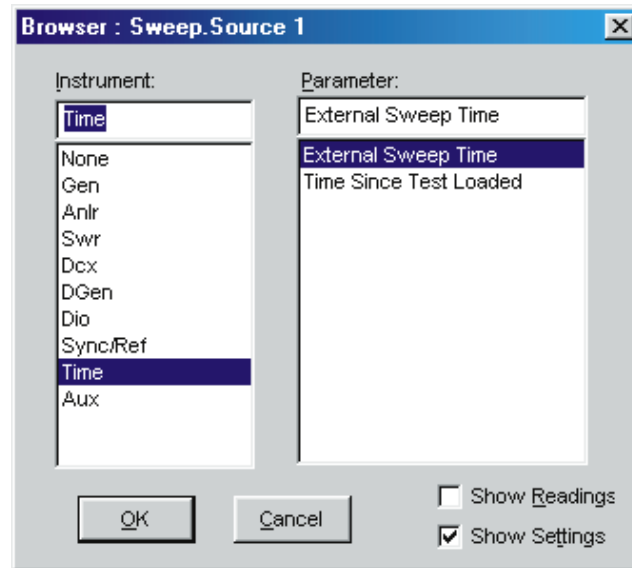 Browser : Sweep.Source 1
Instrument:
Time
None
Gen
Anlr
Swr
Dcx
DGen
Dio
Sync/Ref
Time
Aux
Parameter:
External Sweep Time
External Sweep Time
Time Since Test Loaded
OK
Cancel
Show Readings
Show Settings